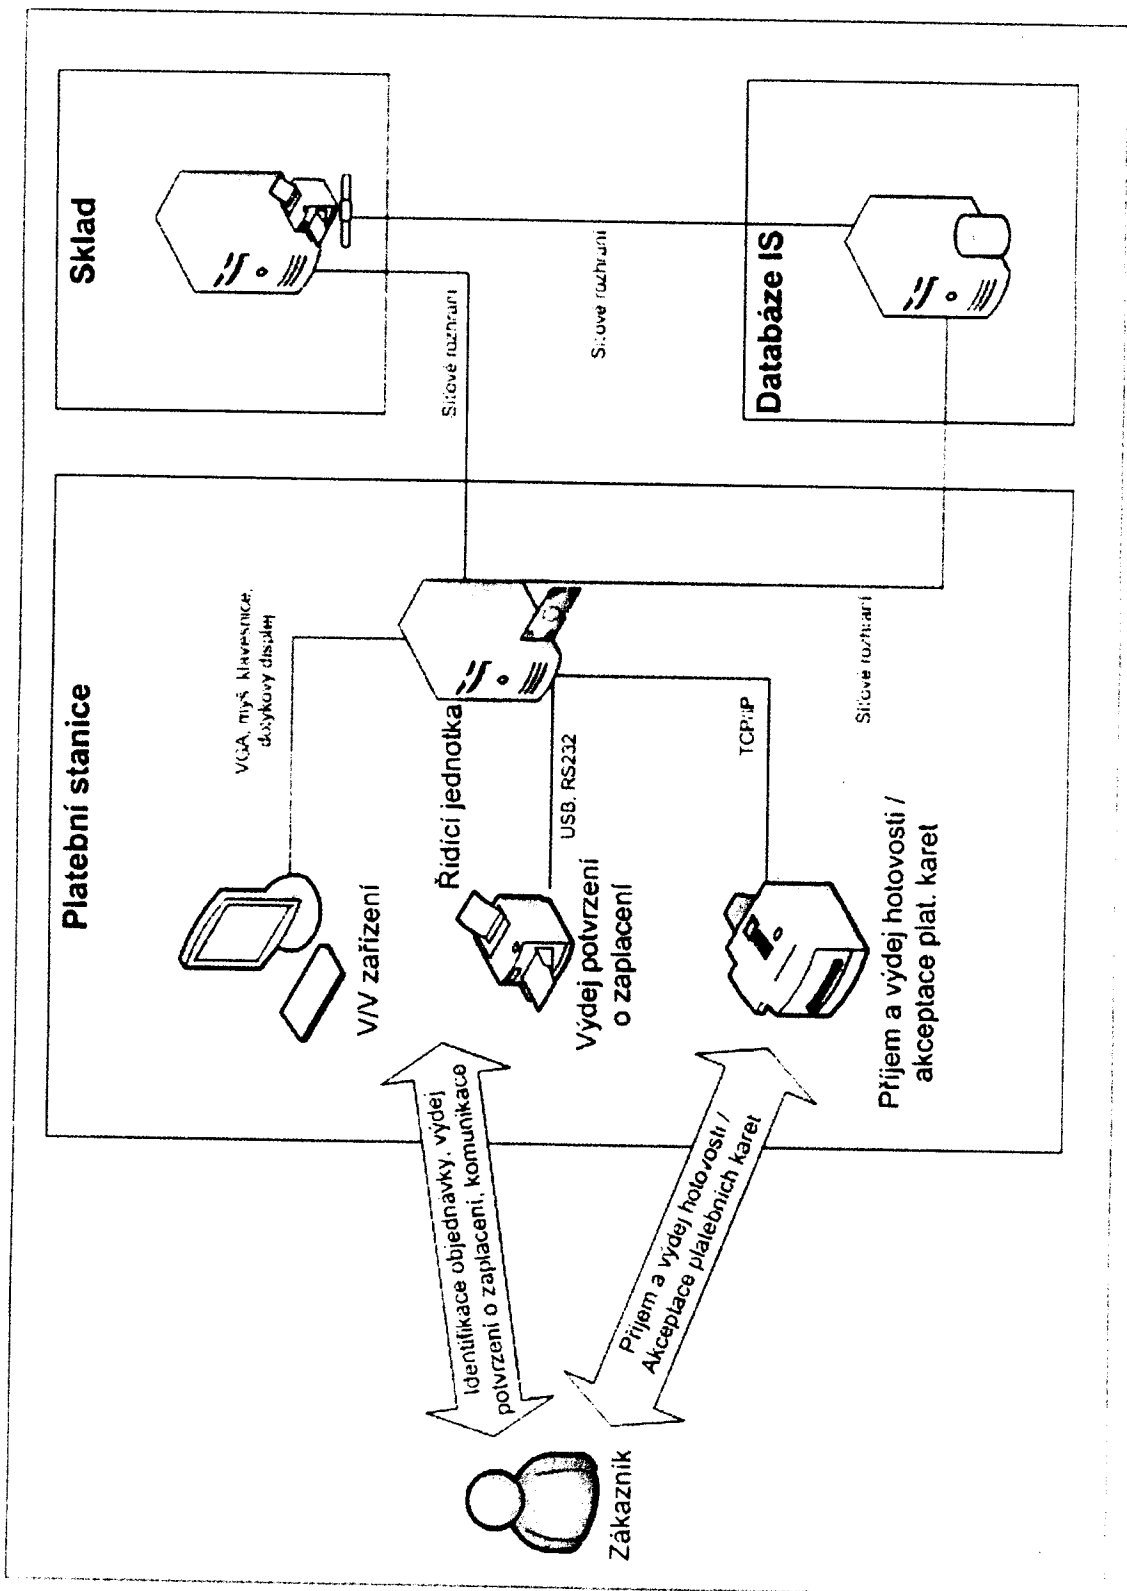 Platební stanice
Sklad
VGA, myš, klávesnice,
dotykový displej
V/V zařízení
Řídící jednotka
Síťové rozhraní
Síťové rozhraní
Identifikace objednávky, výdej
potvrzení o zaplacení, komunikace
USB, RS232
Výdej potvrzení
o zaplacení
Zákazník
Příjem a výdej hotovosti /
Akceptace platebních karet
TCP/IP
Databáze IS
Síťové rozhraní
Příjem a výdej hotovosti /
akceptace plat. karet